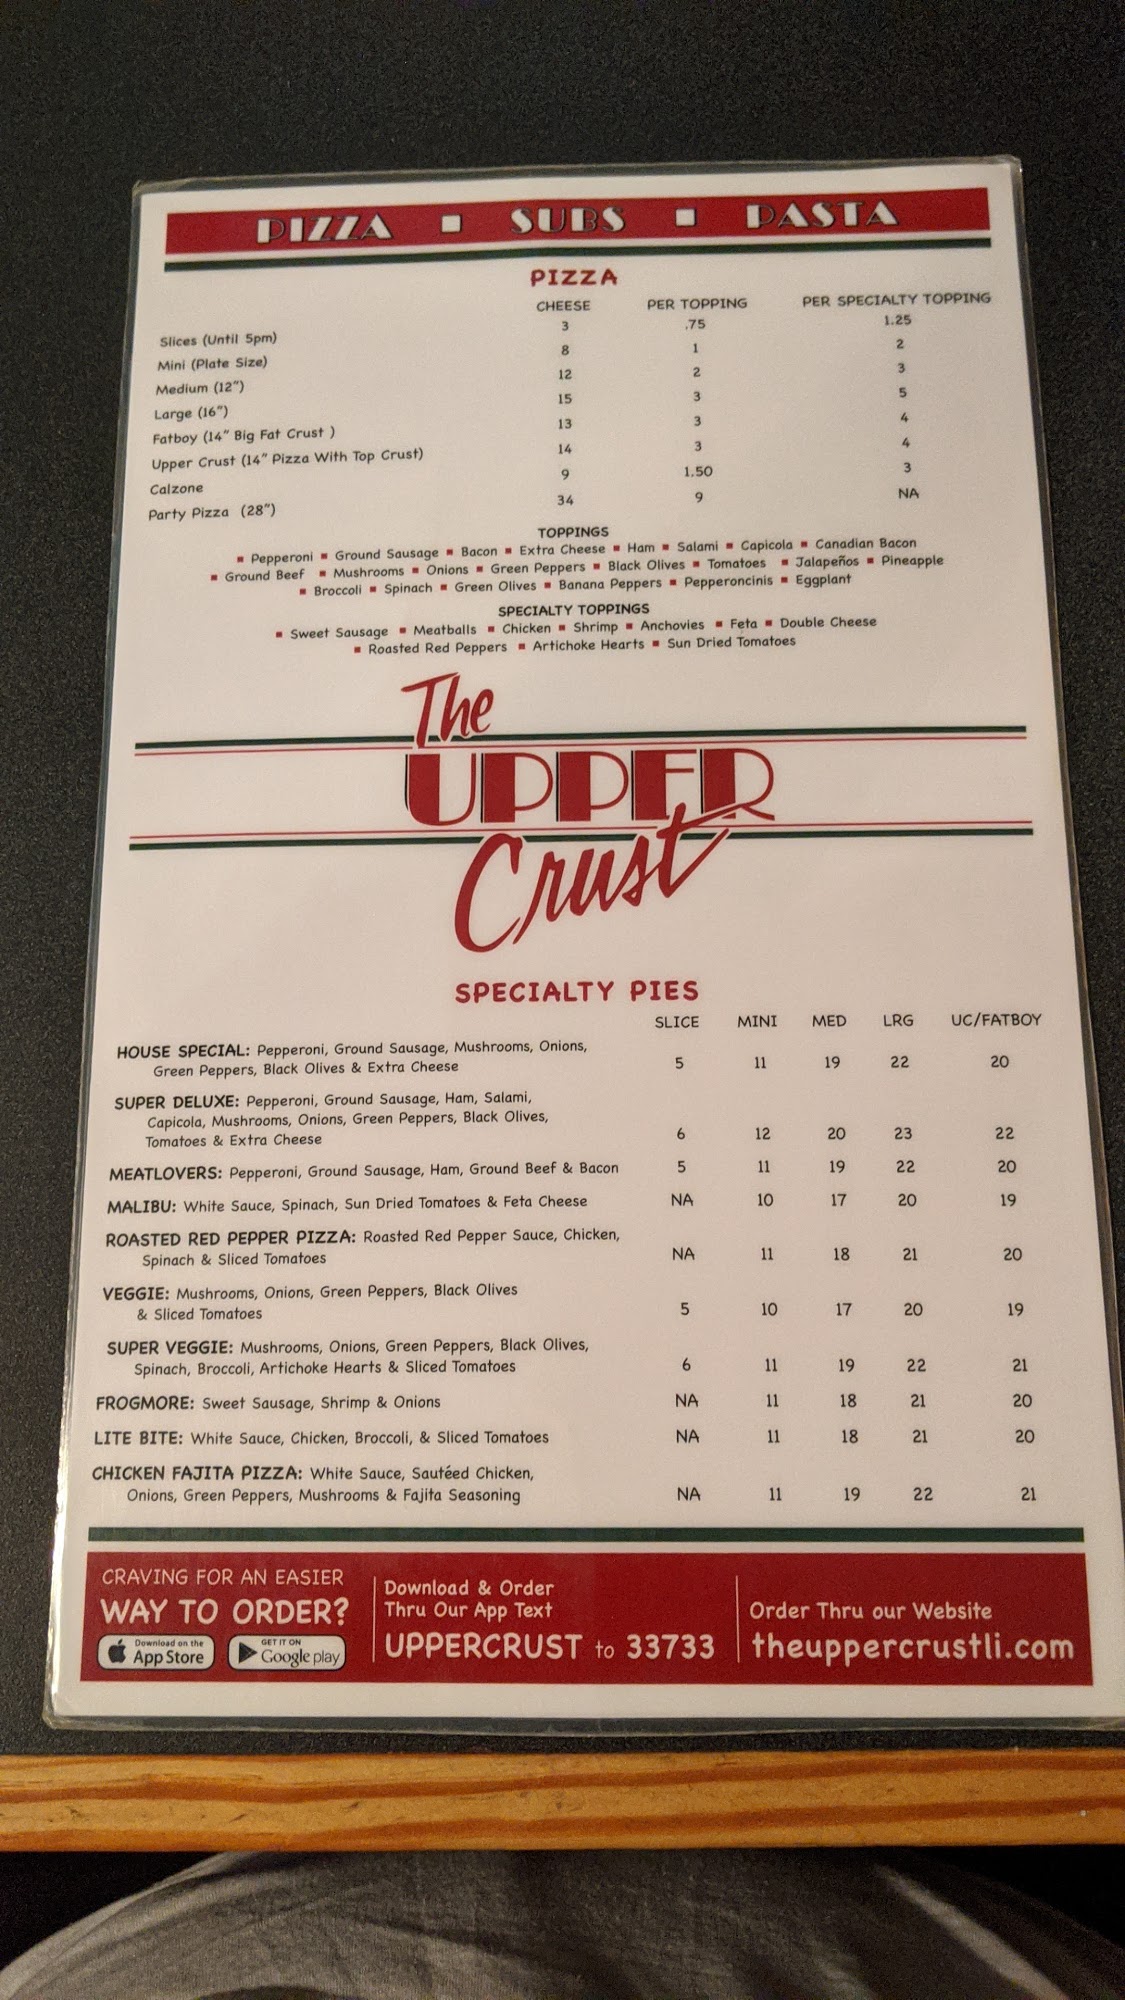 PIZZA ■ SUBS ■ PASTA
PIZZA
CHEESE PER TOPPING PER SPECIALTY TOPPING
Slices (Until 5pm) 3 .75 1.25
Mini (Plate Size) 8 1 2
Medium (12") 12 2 3
Large (16") 15 3 5
Fatboy (14" Big Fat Crust ) 13 3 4
Upper Crust (14" Pizza With Top Crust) 14 3 4
Calzone 9 1.50 3
Party Pizza (28") 34 9 NA
TOPPINGS
■ Pepperoni ■ Ground Sausage ■ Bacon ■ Extra Cheese ■ Ham ■ Salami ■ Capicola ■ Canadian Bacon
■ Ground Beef ■ Mushrooms ■ Onions ■ Green Peppers ■ Black Olives ■ Tomatoes ■ Jalapeños ■ Pineapple
■ Broccoli ■ Spinach ■ Green Olives ■ Banana Peppers ■ Pepperoncinis ■ Eggplant
SPECIALTY TOPPINGS
■ Sweet Sausage ■ Meatballs ■ Chicken ■ Shrimp ■ Anchovies ■ Feta ■ Double Cheese
■ Roasted Red Peppers ■ Artichoke Hearts ■ Sun Dried Tomatoes
The
UPPER
Crust
SPECIALTY PIES
SLICE MINI MED LRG UC/FATBOY
HOUSE SPECIAL: Pepperoni, Ground Sausage, Mushrooms, Onions,
Green Peppers, Black Olives & Extra Cheese 5 11 19 22 20
SUPER DELUXE: Pepperoni, Ground Sausage, Ham, Salami,
Capicola, Mushrooms, Onions, Green Peppers, Black Olives,
Tomatoes & Extra Cheese 6 12 20 23 22
MEATLOVERS: Pepperoni, Ground Sausage, Ham, Ground Beef & Bacon 5 11 19 22 20
MALIBU: White Sauce, Spinach, Sun Dried Tomatoes & Feta Cheese NA 10 17 20 19
ROASTED RED PEPPER PIZZA: Roasted Red Pepper Sauce, Chicken,
Spinach & Sliced Tomatoes NA 11 18 21 20
VEGGIE: Mushrooms, Onions, Green Peppers, Black Olives
& Sliced Tomatoes 5 10 17 20 19
SUPER VEGGIE: Mushrooms, Onions, Green Peppers, Black Olives,
Spinach, Broccoli, Artichoke Hearts & Sliced Tomatoes 6 11 19 22 21
FROGMORE: Sweet Sausage, Shrimp & Onions NA 11 18 21 20
LITE BITE: White Sauce, Chicken, Broccoli, & Sliced Tomatoes NA 11 18 21 20
CHICKEN FAJITA PIZZA: White Sauce, Sautéed Chicken,
Onions, Green Peppers, Mushrooms & Fajita Seasoning NA 11 19 22 21
CRAVING FOR AN EASIER
WAY TO ORDER?
Download on the
App Store
GET IT ON
Google play
Download & Order
Thru Our App Text
UPPERCRUST to 33733
Order Thru our Website
theuppercrustli.com